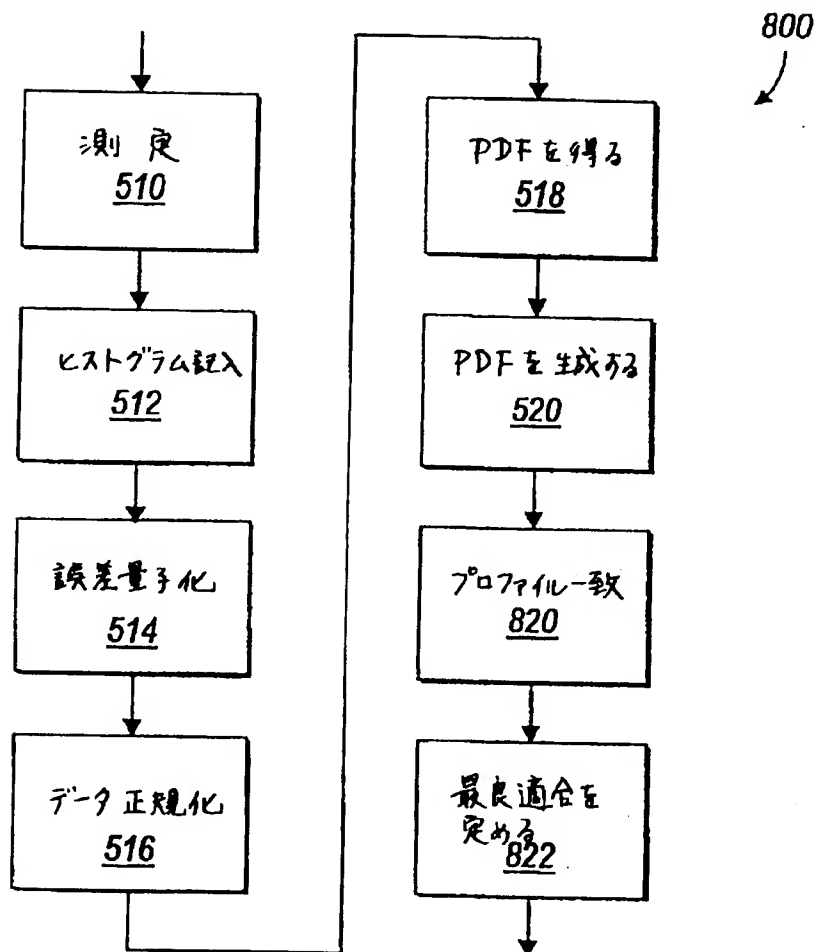 800
測定
510
ヒストグラム記入
512
誤差量子化
514
データ正規化
516
PDFを得る
518
PDFを生成する
520
プロファイル一致
820
最良適合を
定める
822